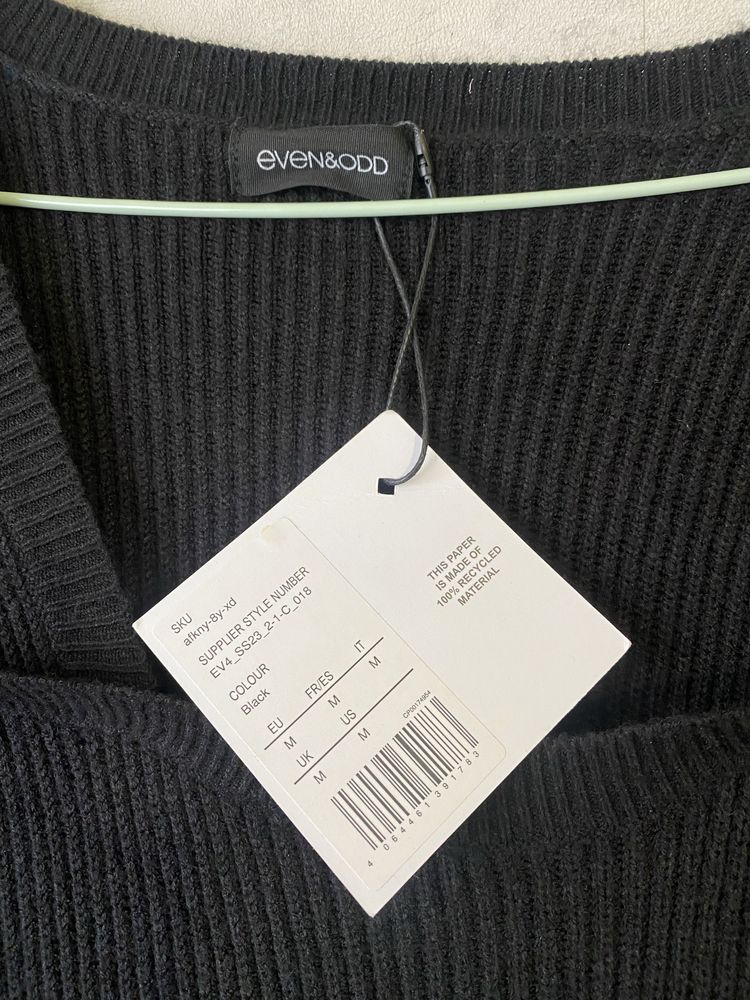 even&odd
THIS PAPER
IS MADE OF
100% RECYCLED
MATERIAL
SKU
afkny-8y-xd
SUPPLIER STYLE NUMBER
EV4_SS23_2-1-C_018
COLOUR
Black
EU FR/ES IT
M M M
UK US
M M
CP00174954
4 064461 391783